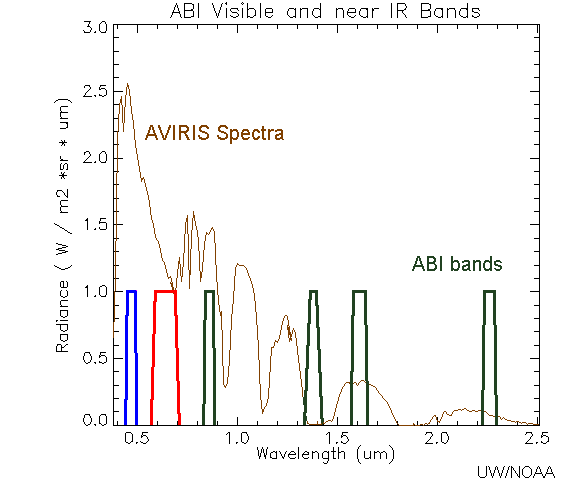 ABI Visible and near IR Bands
3.0
2.5
2.0
1.5
1.0
0.5
0.0
Radiance ( W / m2 *sr * um)
AVIRIS Spectra
ABI bands
0.5 1.0 1.5 2.0 2.5
Wavelength (um)
UW/NOAA